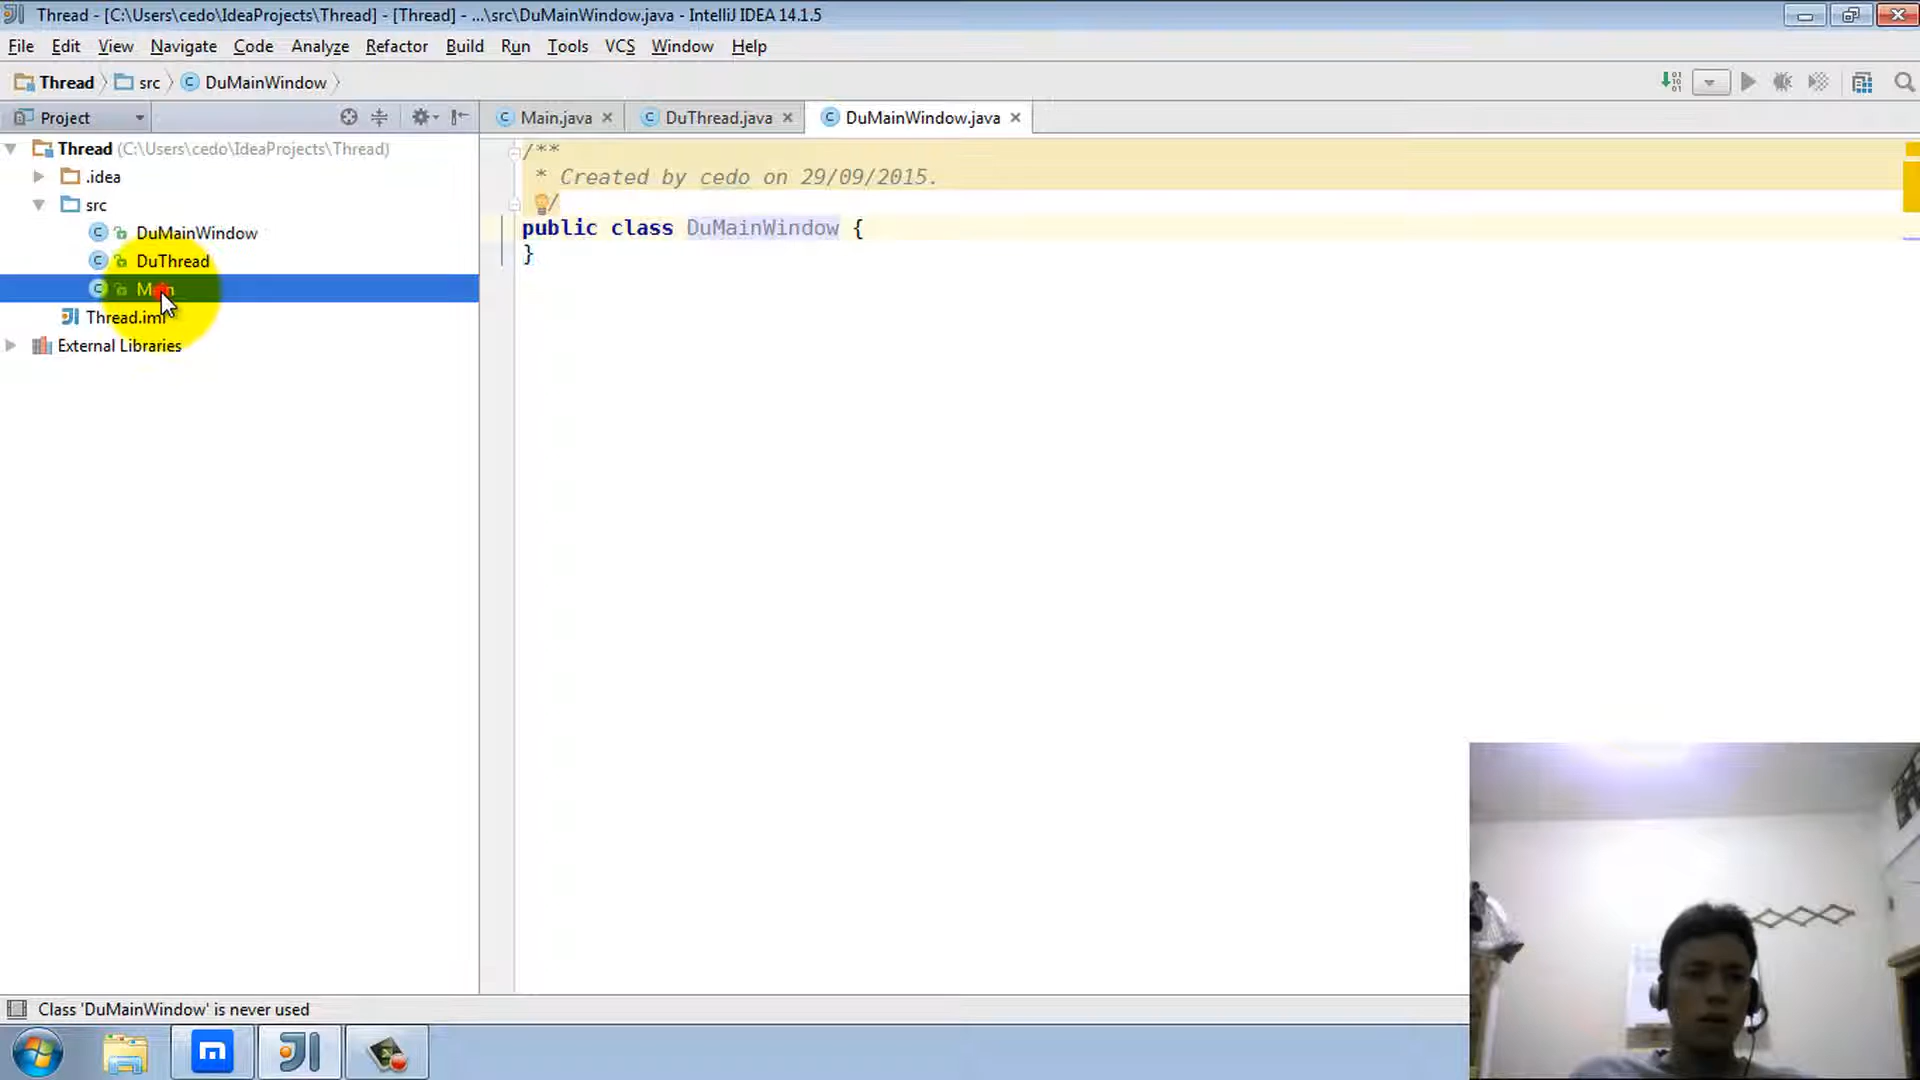 Thread - [C:\Users\cedo\IdeaProjects\Thread] - [Thread] - ...\src\DuMainWindow.java - IntelliJ IDEA 14.1.5
File Edit View Navigate Code Analyze Refactor Build Run Tools VCS Window Help
Thread src DuMainWindow
Project
Main.java DuThread.java DuMainWindow.java
Thread (C:\Users\cedo\IdeaProjects\Thread)
.idea
src
DuMainWindow
DuThread
Main
Thread.iml
External Libraries
/**
* Created by cedo on 29/09/2015.
*/
public class DuMainWindow {
}
Class 'DuMainWindow' is never used